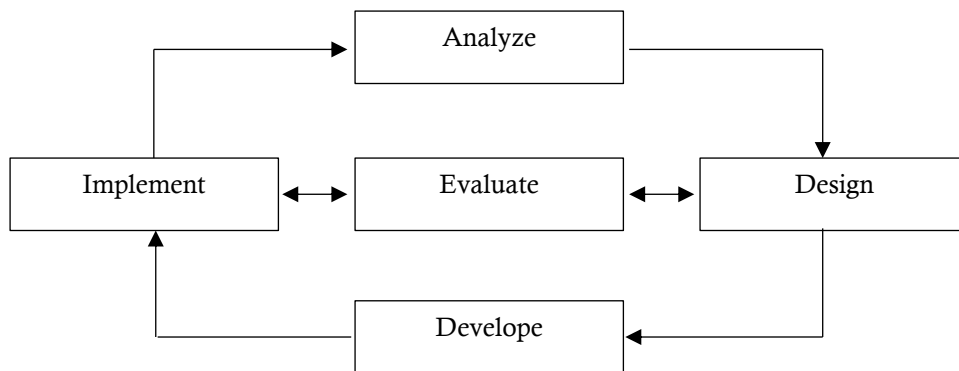 Analyze
Implement
Evaluate
Design
Develope